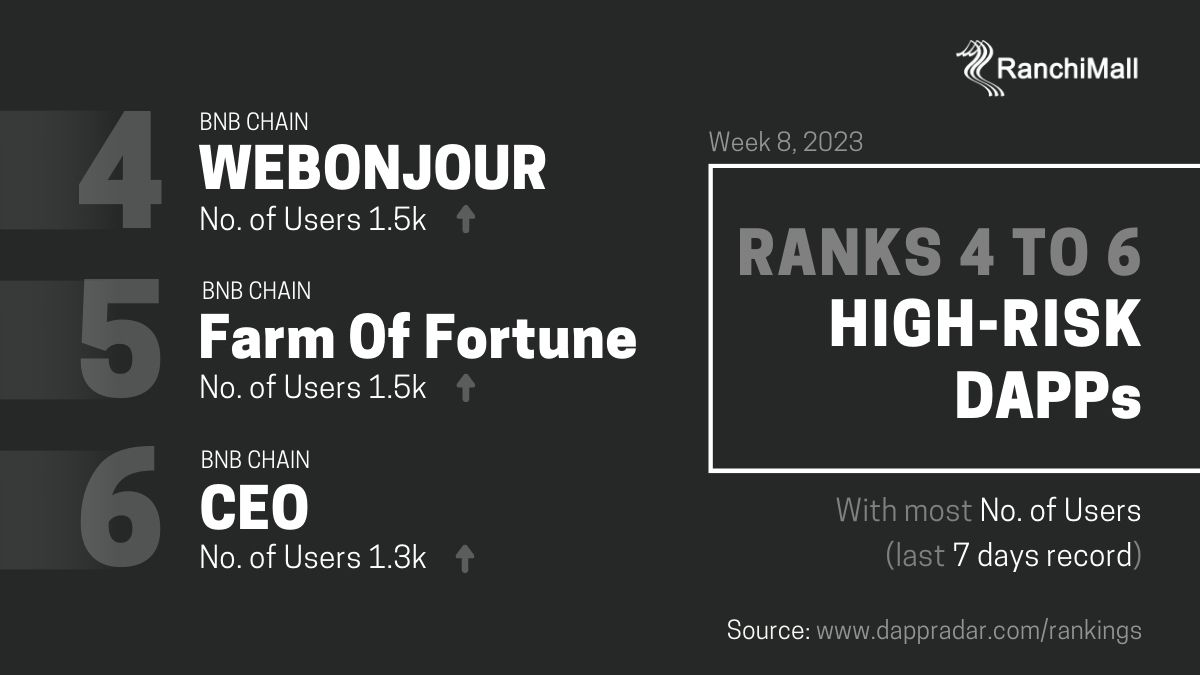 RanchiMall
4
BNB CHAIN
WEBONJOUR
No. of Users 1.5k
5
BNB CHAIN
Farm Of Fortune
No. of Users 1.5k
6
BNB CHAIN
CEO
No. of Users 1.3k
Week 8, 2023
RANKS 4 TO 6
HIGH-RISK
DAPPs
With most No. of Users
(last 7 days record)
Source: www.dappradar.com/rankings